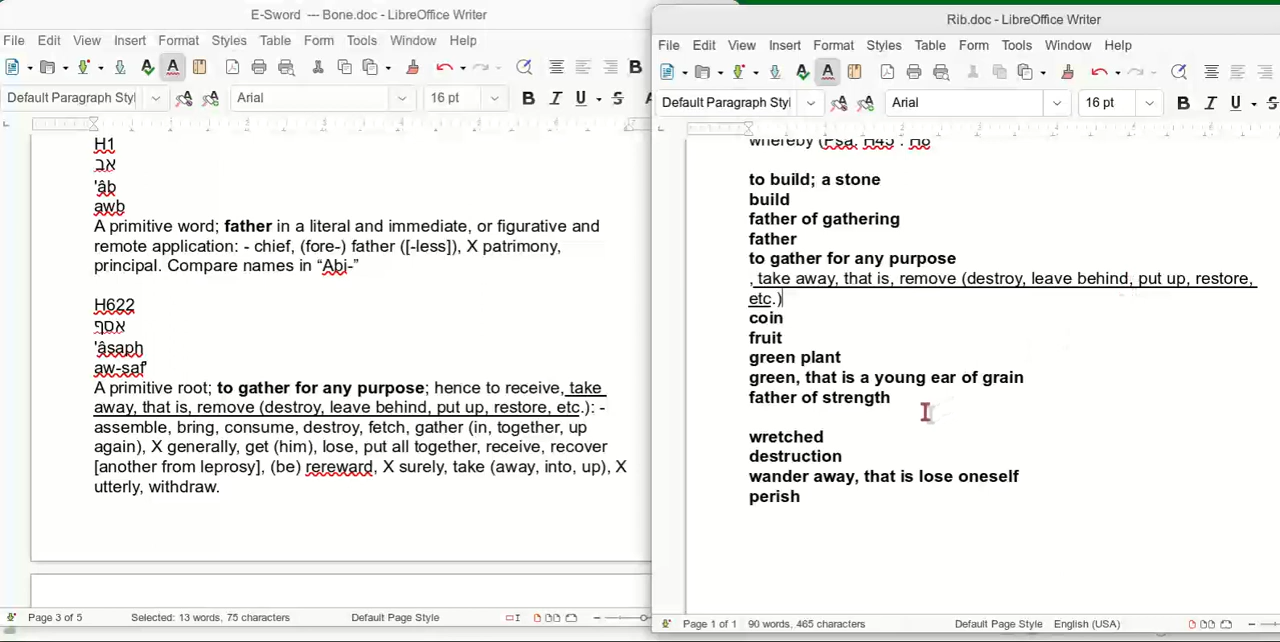 E-Sword --- Bone.doc - LibreOffice Writer
File Edit View Insert Format Styles Table Form Tools Window Help
Default Paragraph Styl Arial 16 pt B I U S
H1
אב
'âb
awb
A primitive word; father in a literal and immediate, or figurative and
remote application: - chief, (fore-) father ([-less]), X patrimony,
principal. Compare names in “Abi-”
H622
אסף
'âsaph
aw-saf'
A primitive root; to gather for any purpose; hence to receive, take
away, that is, remove (destroy, leave behind, put up, restore, etc.): -
assemble, bring, consume, destroy, fetch, gather (in, together, up
again), X generally, get (him), lose, put all together, receive, recover
[another from leprosy], (be) rereward, X surely, take (away, into, up), X
utterly, withdraw.
Page 3 of 5 Selected: 13 words, 75 characters Default Page Style
Rib.doc - LibreOffice Writer
File Edit View Insert Format Styles Table Form Tools Window Help
Default Paragraph Styl Arial 16 pt B I U S
whereby (Psa. H45 : H8
to build; a stone
build
father of gathering
father
to gather for any purpose
, take away, that is, remove (destroy, leave behind, put up, restore,
etc.)
coin
fruit
green plant
green, that is a young ear of grain
father of strength
wretched
destruction
wander away, that is lose oneself
perish
Page 1 of 1 90 words, 465 characters Default Page Style English (USA)